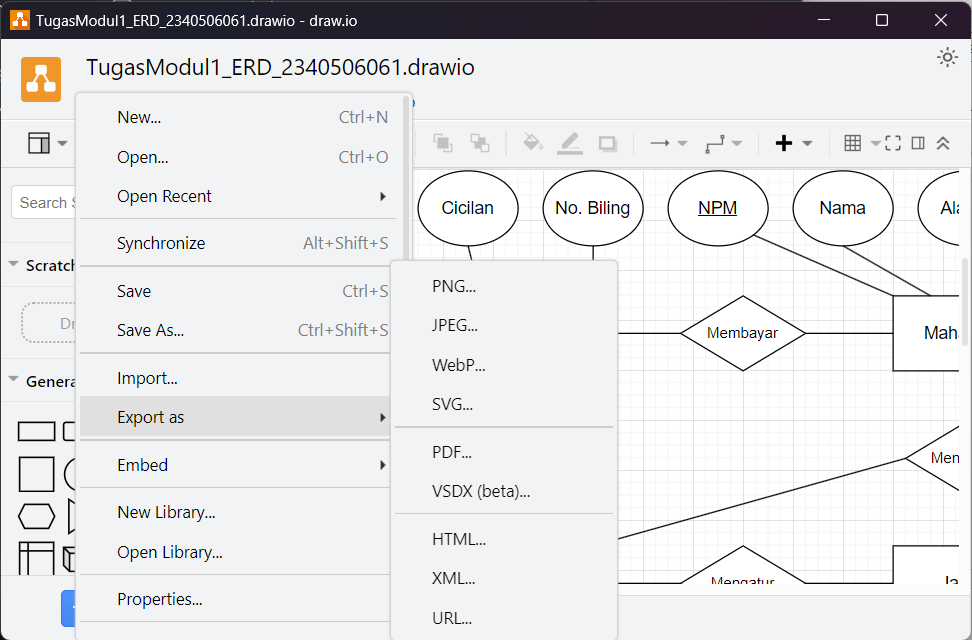 TugasModul1_ERD_2340506061.drawio - draw.io
TugasModul1_ERD_2340506061.drawio
New... Ctrl+N
Open... Ctrl+O
Open Recent
Synchronize Alt+Shift+S
Save Ctrl+S
Save As... Ctrl+Shift+S
Import...
Export as
Embed
New Library...
Open Library...
Properties...
PNG...
JPEG...
WebP...
SVG...
PDF...
VSDX (beta)...
HTML...
XML...
URL...
Search S
Scratch
Dr
Genera
Cicilan
No. Biling
NPM
Nama
Ala
Membayar
Mah
Men
Mengatur